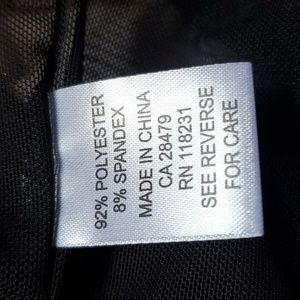 92% POLYESTER
8% SPANDEX
MADE IN CHINA
CA 28479
RN 118231
SEE REVERSE
FOR CARE